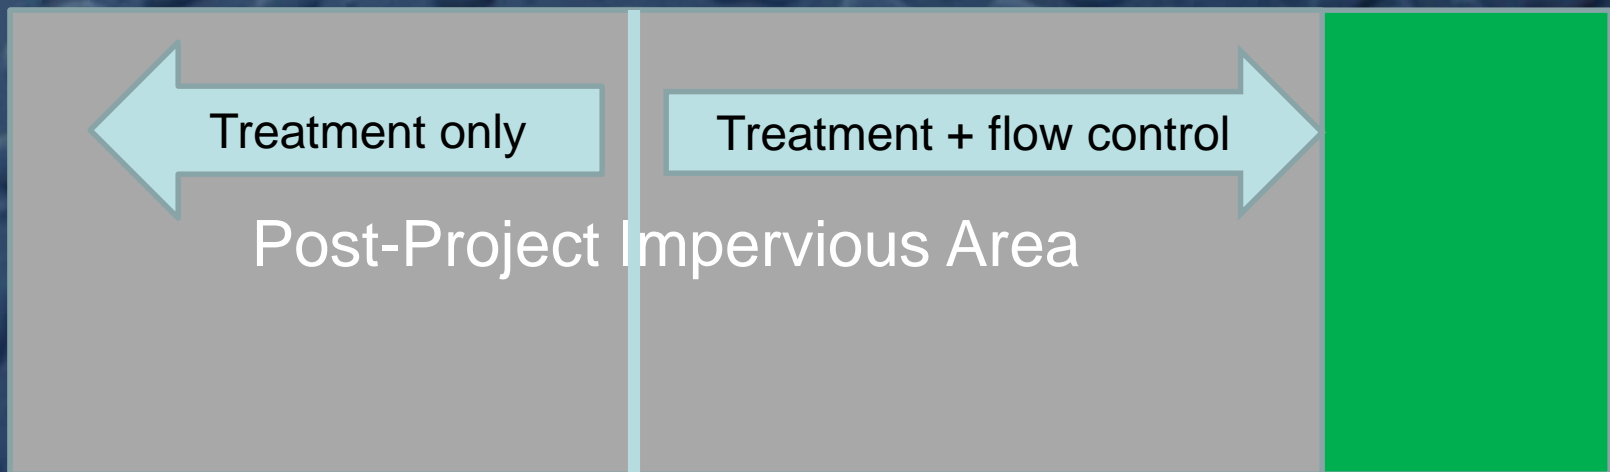 Treatment only
Treatment + flow control
Post-Project Impervious Area